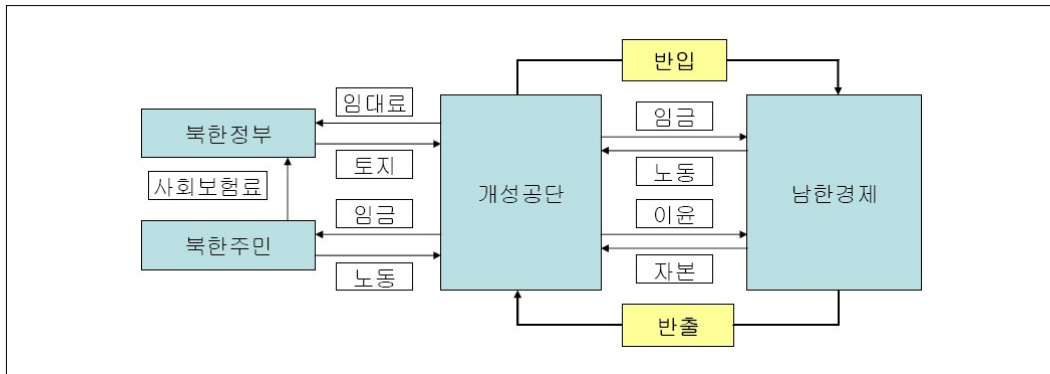 반입
임대료
임금
북한정부
토지
노동
사회보험료
개성공단
남한경제
임금
이윤
북한주민
노동
자본
반출